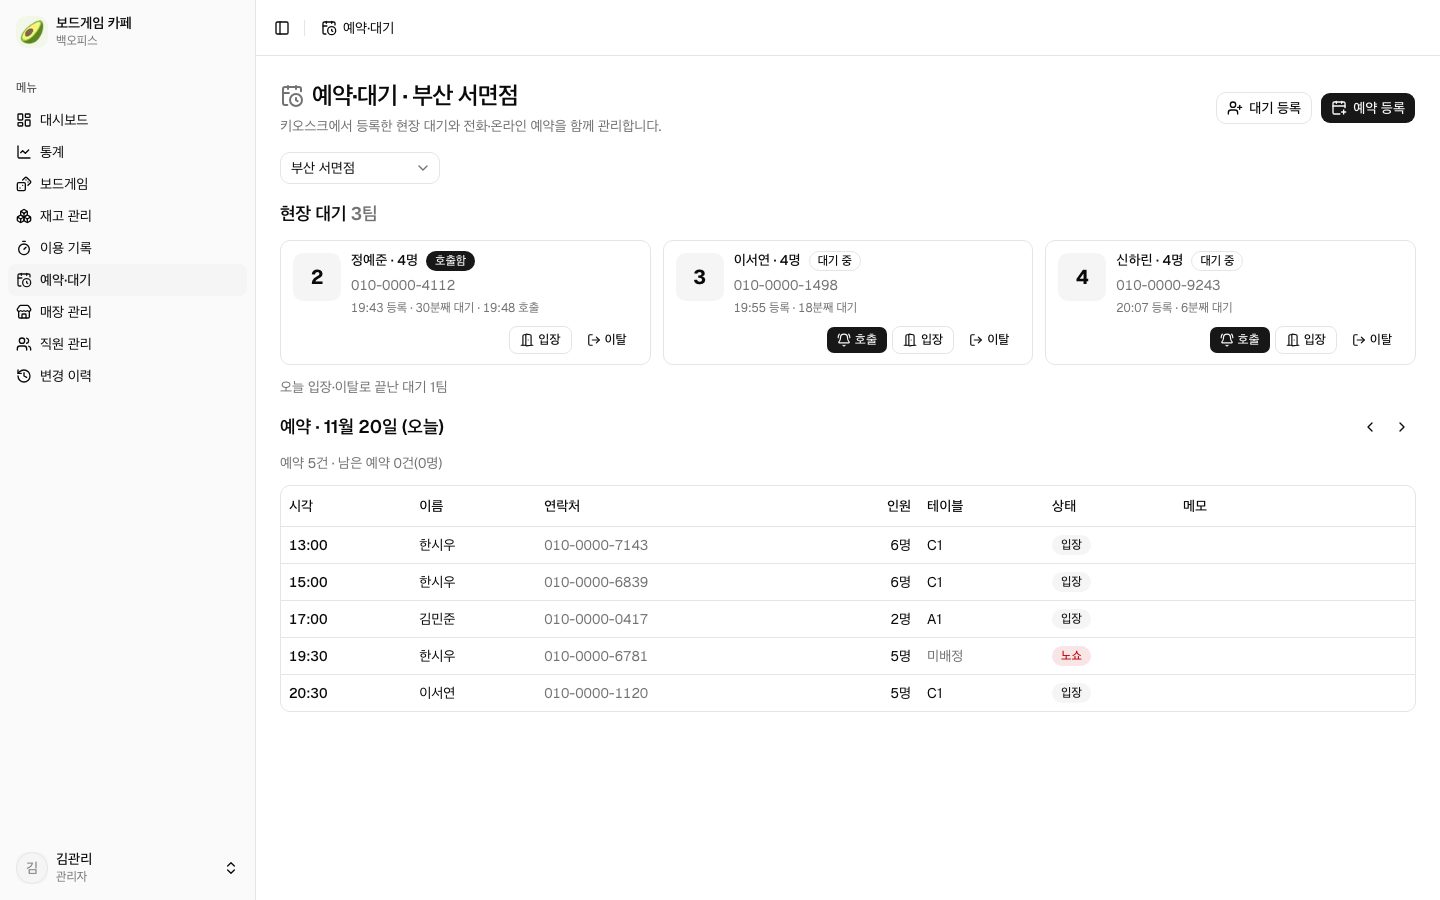 보드게임 카페
백오피스
메뉴
대시보드
통계
보드게임
재고 관리
이용 기록
예약·대기
매장 관리
직원 관리
변경 이력
김
김관리
관리자
예약·대기
예약·대기 · 부산 서면점
키오스크에서 등록한 현장 대기와 전화·온라인 예약을 함께 관리합니다.
대기 등록
예약 등록
부산 서면점
현장 대기 3팀
2
정예준 · 4명 호출함
010-0000-4112
19:43 등록 · 30분째 대기 · 19:48 호출
입장 이탈
3
이서연 · 4명 대기 중
010-0000-1498
19:55 등록 · 18분째 대기
호출 입장 이탈
4
신하린 · 4명 대기 중
010-0000-9243
20:07 등록 · 6분째 대기
호출 입장 이탈
오늘 입장·이탈로 끝난 대기 1팀
예약 · 11월 20일 (오늘)
예약 5건 · 남은 예약 0건(0명)
시각 이름 연락처 인원 테이블 상태 메모
13:00 한시우 010-0000-7143 6명 C1 입장
15:00 한시우 010-0000-6839 6명 C1 입장
17:00 김민준 010-0000-0417 2명 A1 입장
19:30 한시우 010-0000-6781 5명 미배정 노쇼
20:30 이서연 010-0000-1120 5명 C1 입장